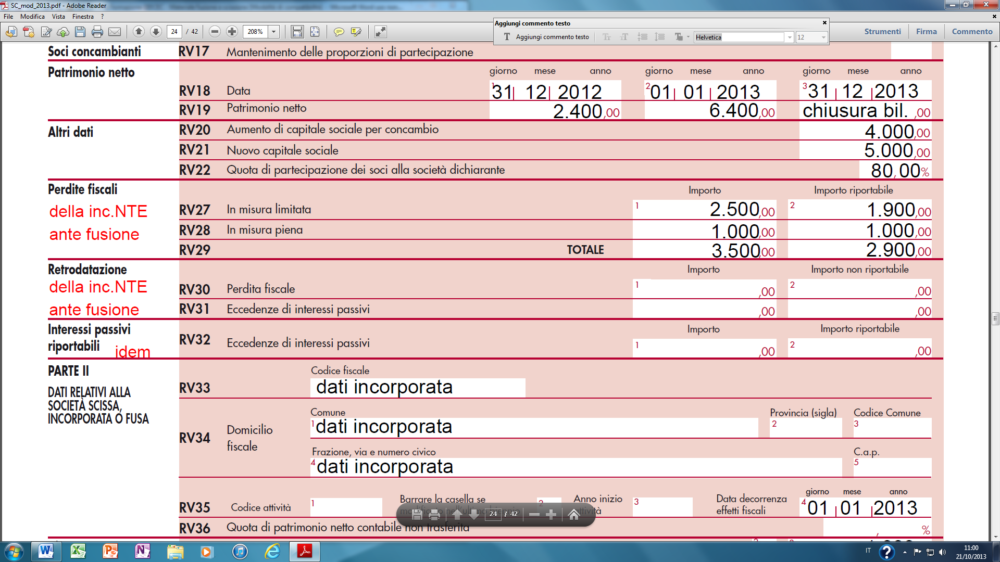 SC_mod_2013.pdf - Adobe Reader
File Modifica Vista Finestra ?
24 / 42 208%
Aggiungi commento testo
T Aggiungi commento testo Helvetica 12
Strumenti Firma Commento
Soci concambianti RV17 Mantenimento delle proporzioni di partecipazione
Patrimonio netto giorno mese anno giorno mese anno giorno mese anno
RV18 Data 1 31 12 2012 2 01 01 2013 3 31 12 2013
RV19 Patrimonio netto 2.400,00 6.400,00 chiusura bil. ,00
Altri dati RV20 Aumento di capitale sociale per concambio 4.000,00
RV21 Nuovo capitale sociale 5.000,00
RV22 Quota di partecipazione dei soci alla società dichiarante 80,00%
Perdite fiscali Importo Importo riportabile
della inc.NTE RV27 In misura limitata 1 2.500,00 2 1.900,00
ante fusione RV28 In misura piena 1.000,00 1.000,00
RV29 TOTALE 3.500,00 2.900,00
Retrodatazione Importo Importo non riportabile
della inc.NTE RV30 Perdita fiscale 1 ,00 2 ,00
ante fusione RV31 Eccedenze di interessi passivi ,00 ,00
Interessi passivi Importo Importo riportabile
riportabili idem RV32 Eccedenze di interessi passivi 1 ,00 2 ,00
PARTE II Codice fiscale
DATI RELATIVI ALLA RV33 dati incorporata
SOCIETÀ SCISSA,
INCORPORATA O FUSA
Comune Provincia (sigla) Codice Comune
RV34 Domicilio fiscale 1 dati incorporata 2 3
Frazione, via e numero civico C.a.p.
4 dati incorporata 5
giorno mese anno
RV35 Codice attività 1 Barrare la casella se 2 Anno inizio attività 3 Data decorrenza effetti fiscali 4 01 01 2013
24 / 42
RV36 Quota di patrimonio netto contabile non trasferita , %
IT 11:00
21/10/2013